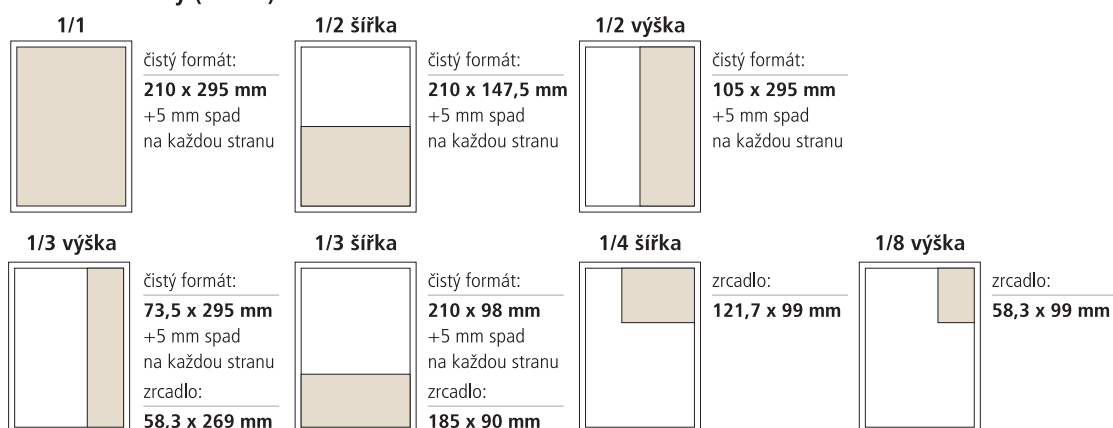 1/1
1/2 šířka
1/2 výška
čistý formát:
210 x 295 mm
+5 mm spad
na každou stranu
čistý formát:
210 x 147,5 mm
+5 mm spad
na každou stranu
čistý formát:
105 x 295 mm
+5 mm spad
na každou stranu
1/3 výška
1/3 šířka
1/4 šířka
1/8 výška
čistý formát:
73,5 x 295 mm
+5 mm spad
na každou stranu
zrcadlo:
58,3 x 269 mm
čistý formát:
210 x 98 mm
+5 mm spad
na každou stranu
zrcadlo:
185 x 90 mm
zrcadlo:
121,7 x 99 mm
zrcadlo:
58,3 x 99 mm